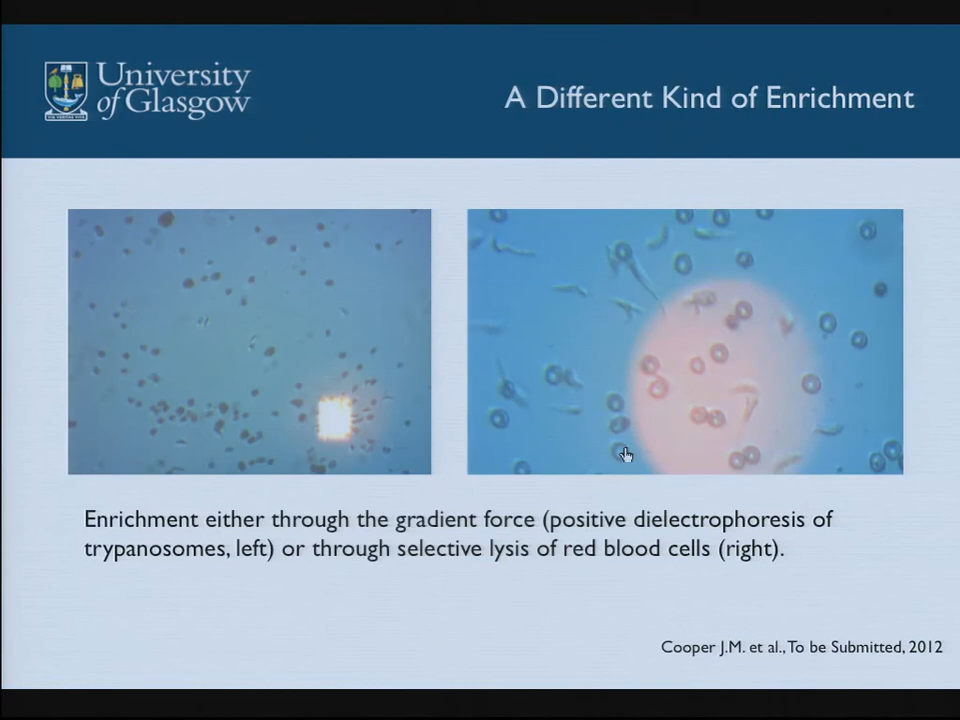 University
of Glasgow
A Different Kind of Enrichment
Enrichment either through the gradient force (positive dielectrophoresis of
trypanosomes, left) or through selective lysis of red blood cells (right).
Cooper J.M. et al., To be Submitted, 2012